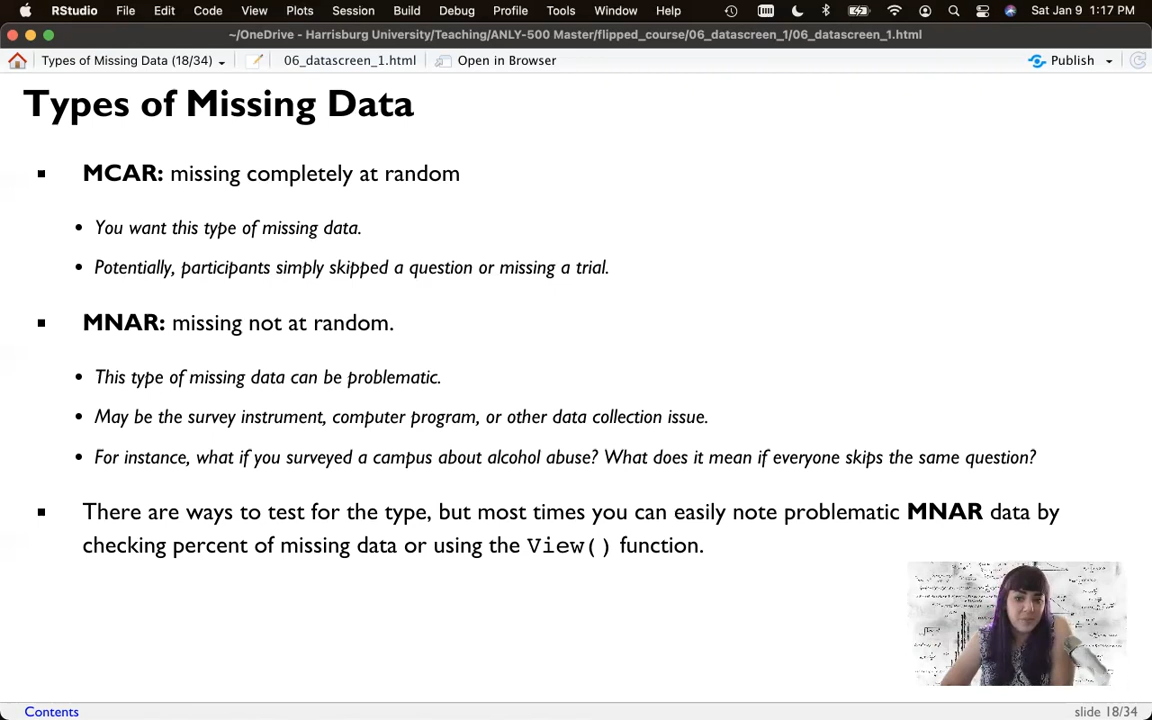 RStudio File Edit Code View Plots Session Build Debug Profile Tools Window Help Sat Jan 9 1:17 PM
~/OneDrive - Harrisburg University/Teaching/ANLY-500 Master/flipped_course/06_datascreen_1/06_datascreen_1.html
Types of Missing Data (18/34) 06_datascreen_1.html Open in Browser Publish
Types of Missing Data
MCAR: missing completely at random
You want this type of missing data.
Potentially, participants simply skipped a question or missing a trial.
MNAR: missing not at random.
This type of missing data can be problematic.
May be the survey instrument, computer program, or other data collection issue.
For instance, what if you surveyed a campus about alcohol abuse? What does it mean if everyone skips the same question?
There are ways to test for the type, but most times you can easily note problematic MNAR data by
checking percent of missing data or using the View() function.
Contents slide 18/34